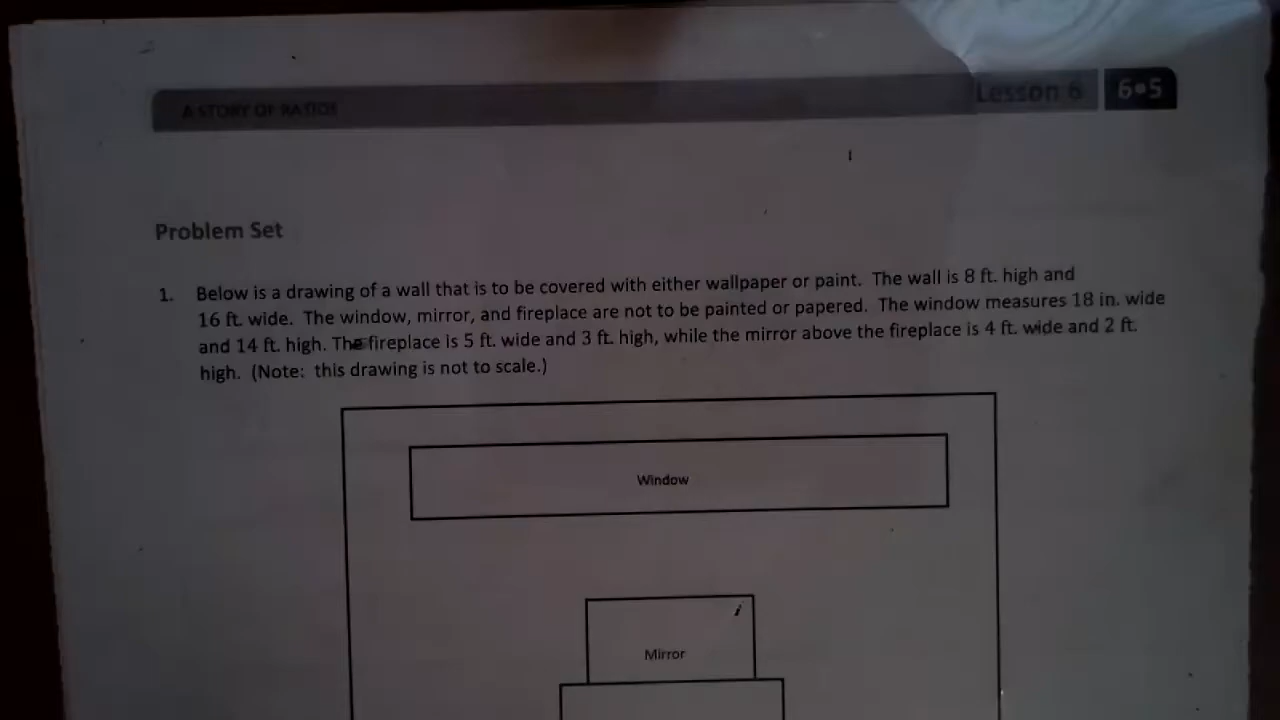 A STORY OF RATIOS
Lesson 6
6•5
Problem Set
1. Below is a drawing of a wall that is to be covered with either wallpaper or paint. The wall is 8 ft. high and
16 ft. wide. The window, mirror, and fireplace are not to be painted or papered. The window measures 18 in. wide
and 14 ft. high. The fireplace is 5 ft. wide and 3 ft. high, while the mirror above the fireplace is 4 ft. wide and 2 ft.
high. (Note: this drawing is not to scale.)
Window
Mirror